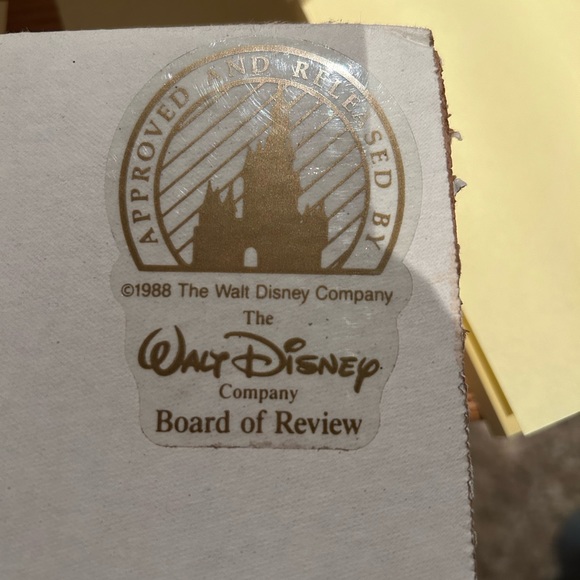 APPROVED AND RELEASED BY
©1988 The Walt Disney Company
The
WALT DISNEY
Company
Board of Review